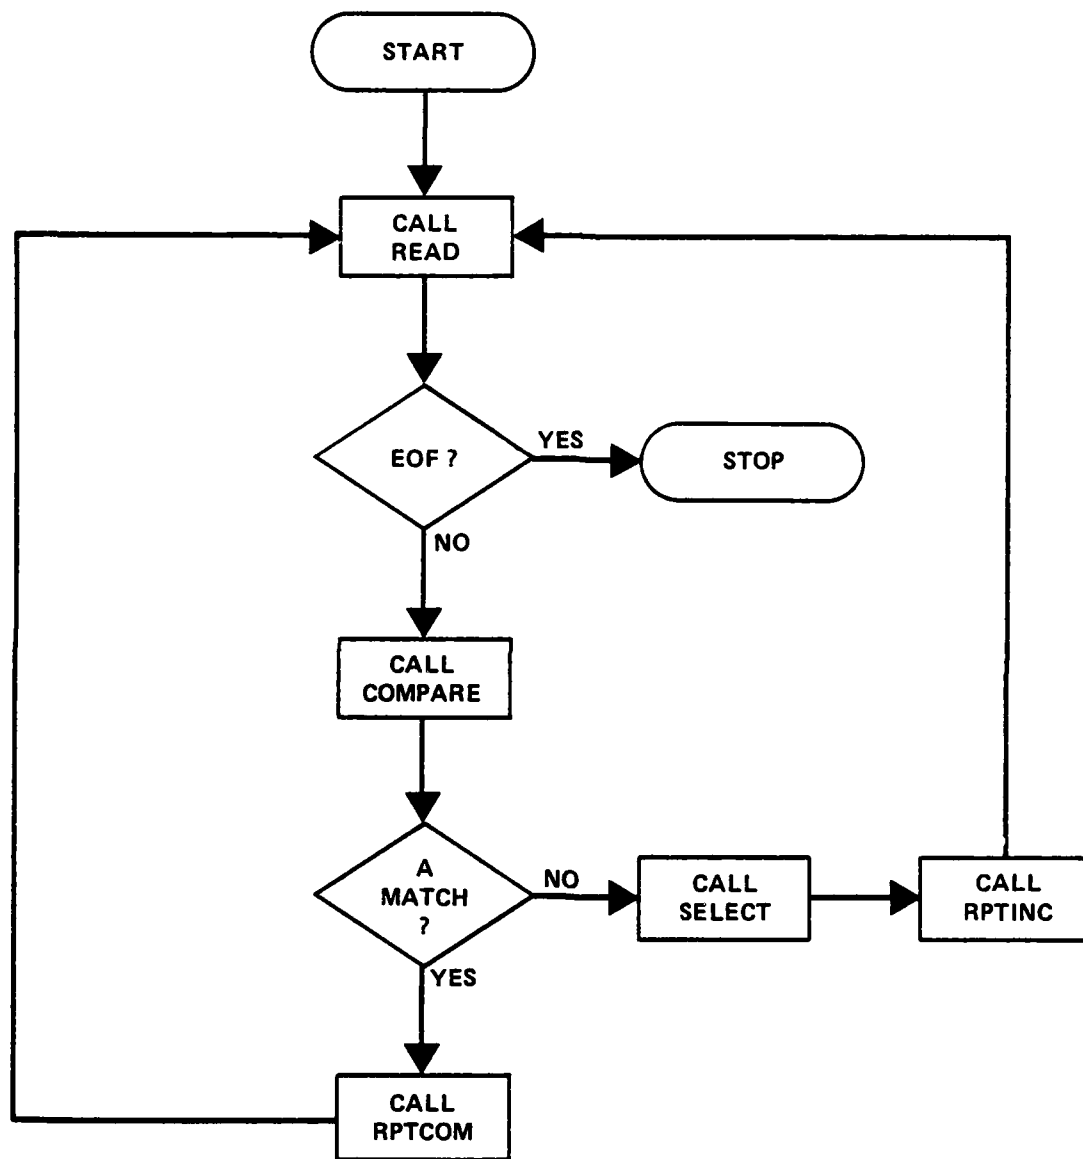 START
CALL
READ
EOF ?
YES
STOP
NO
CALL
COMPARE
A
MATCH
?
NO
CALL
SELECT
CALL
RPTINC
YES
CALL
RPTCOM